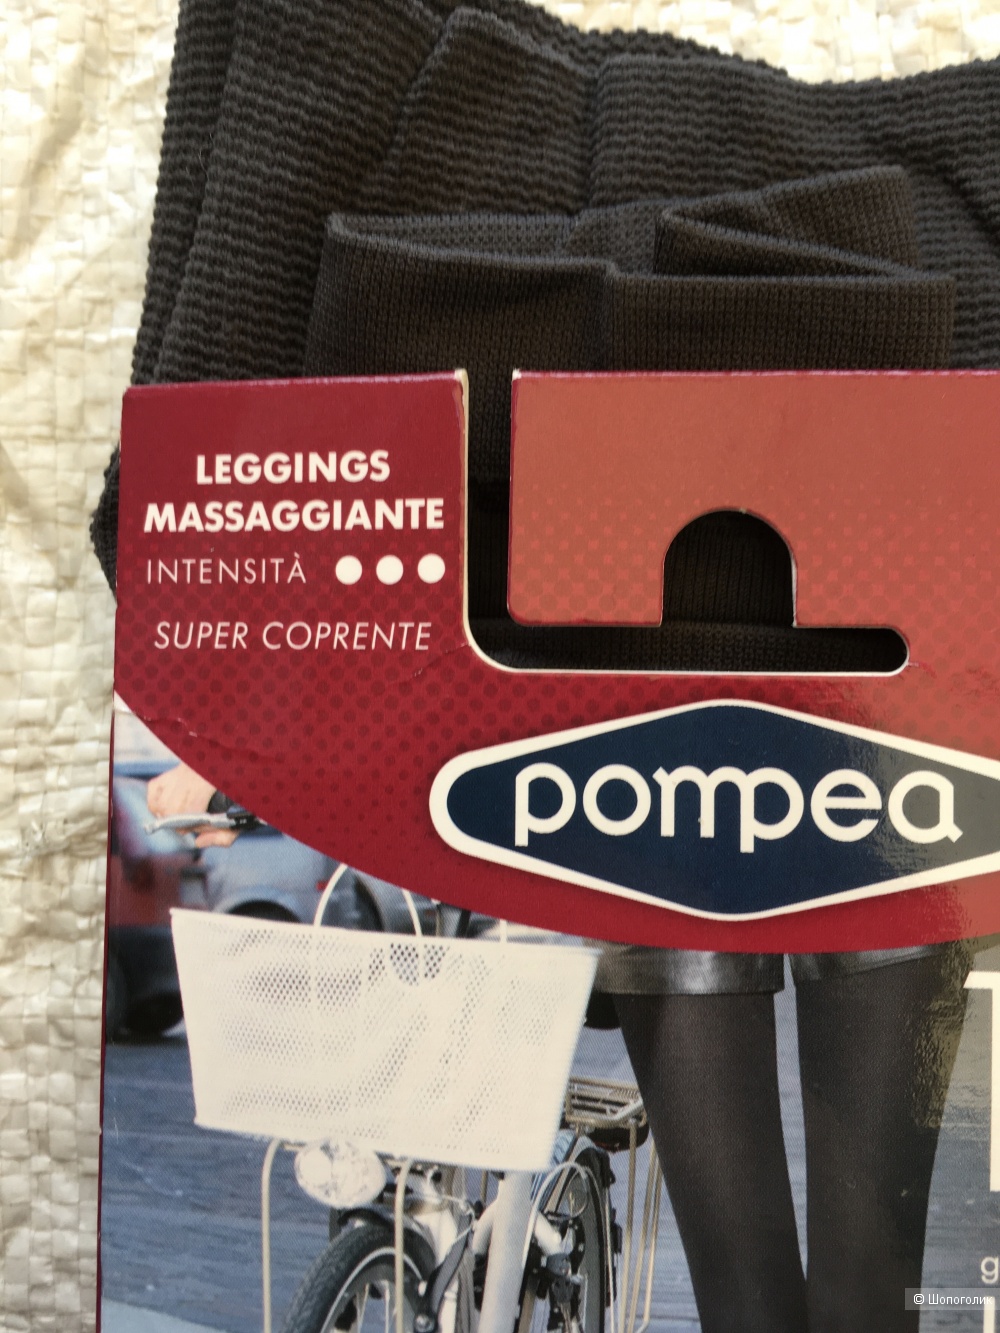 LEGGINGS
MASSAGGIANTE
INTENSITÀ
SUPER COPRENTE
pompea
© Шопоголик